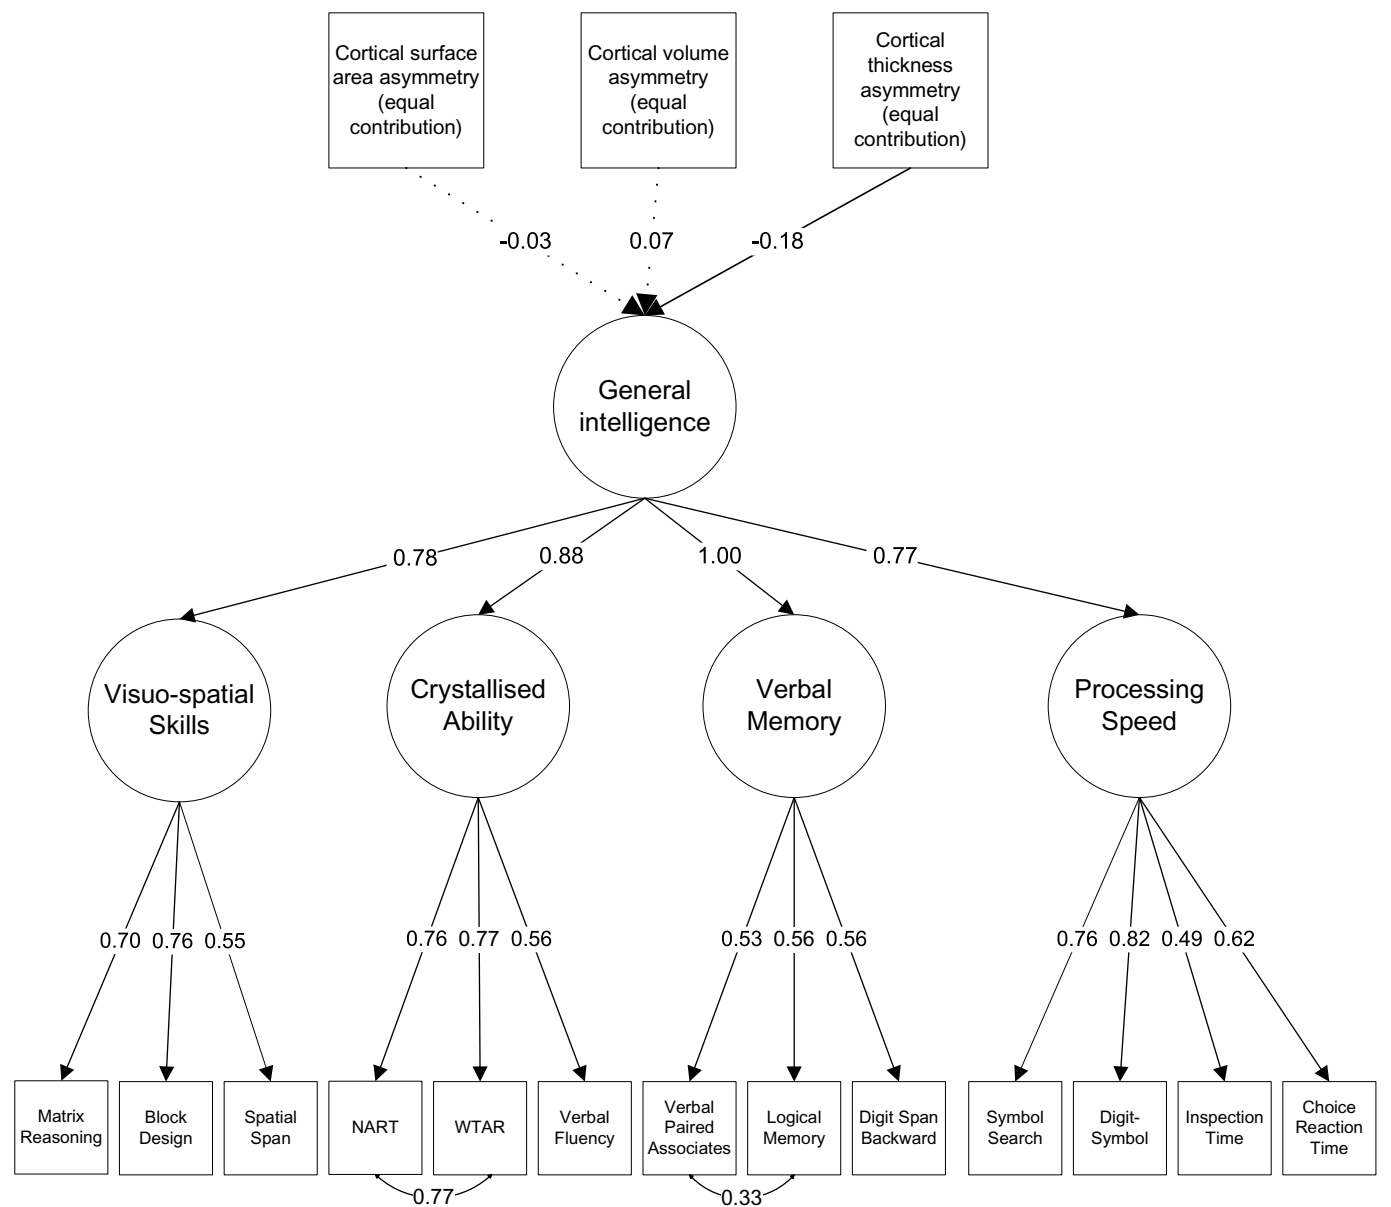 Cortical surface
area asymmetry
(equal
contribution)
Cortical volume
asymmetry
(equal
contribution)
Cortical
thickness
asymmetry
(equal
contribution)
-0.03
0.07
-0.18
General
intelligence
0.78
0.88
1.00
0.77
Visuo-spatial
Skills
Crystallised
Ability
Verbal
Memory
Processing
Speed
0.70
0.76
0.55
0.76
0.77
0.56
0.53
0.56
0.56
0.76
0.82
0.49
0.62
Matrix
Reasoning
Block
Design
Spatial
Span
NART
WTAR
Verbal
Fluency
Verbal
Paired
Associates
Logical
Memory
Digit Span
Backward
Symbol
Search
Digit-
Symbol
Inspection
Time
Choice
Reaction
Time
0.77
0.33